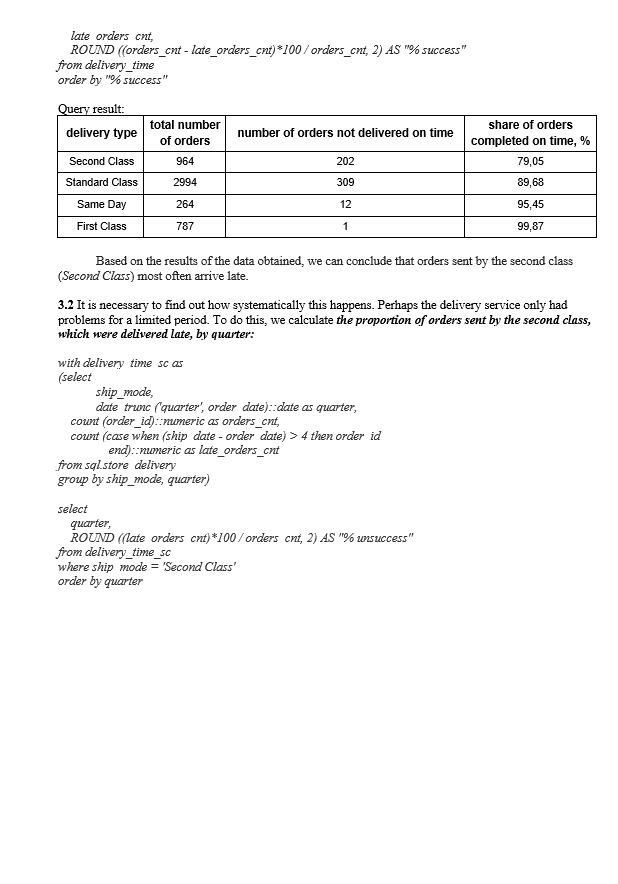 late_orders_cnt,
ROUND ((orders_cnt - late_orders_cnt)*100 / orders_cnt, 2) AS "% success"
from delivery_time
order by "% success"
Query result:
delivery type | total number of orders | number of orders not delivered on time | share of orders completed on time, %
Second Class | 964 | 202 | 79,05
Standard Class | 2994 | 309 | 89,68
Same Day | 264 | 12 | 95,45
First Class | 787 | 1 | 99,87
Based on the results of the data obtained, we can conclude that orders sent by the second class
(Second Class) most often arrive late.
3.2 It is necessary to find out how systematically this happens. Perhaps the delivery service only had
problems for a limited period. To do this, we calculate the proportion of orders sent by the second class,
which were delivered late, by quarter:
with delivery_time_sc as
(select
ship_mode,
date_trunc ('quarter', order_date)::date as quarter,
count (order_id)::numeric as orders_cnt,
count (case when (ship_date - order_date) > 4 then order_id
end)::numeric as late_orders_cnt
from sql.store_delivery
group by ship_mode, quarter)
select
quarter,
ROUND ((late_orders_cnt)*100 / orders_cnt, 2) AS "% unsuccess"
from delivery_time_sc
where ship_mode = 'Second Class'
order by quarter